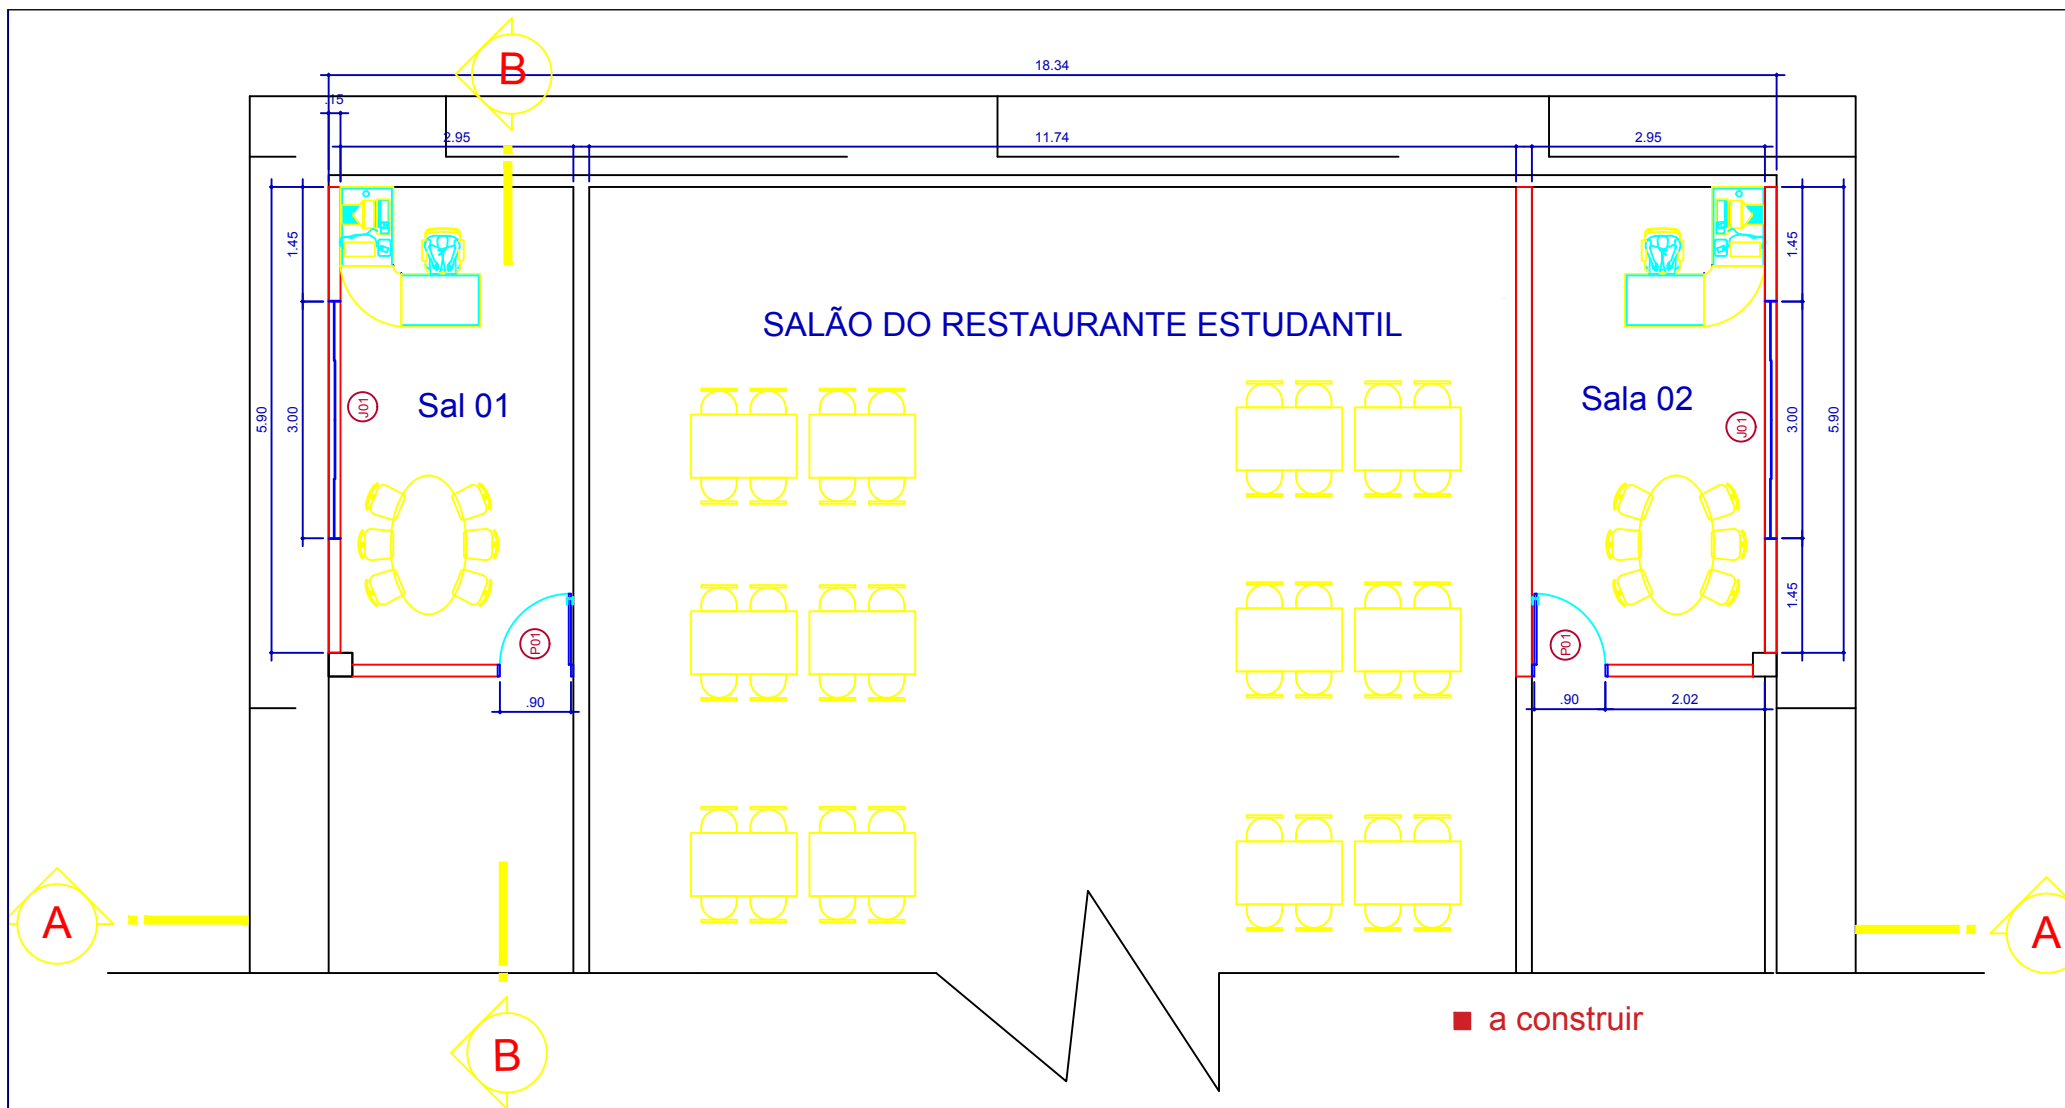 B
18.34
.15
2.95
11.74
2.95
1.45
1.45
SALÃO DO RESTAURANTE ESTUDANTIL
Sal 01
Sala 02
J01
J01
5.90
3.00
3.00
5.90
1.45
P01
P01
.90
.90
2.02
A
A
a construir
B